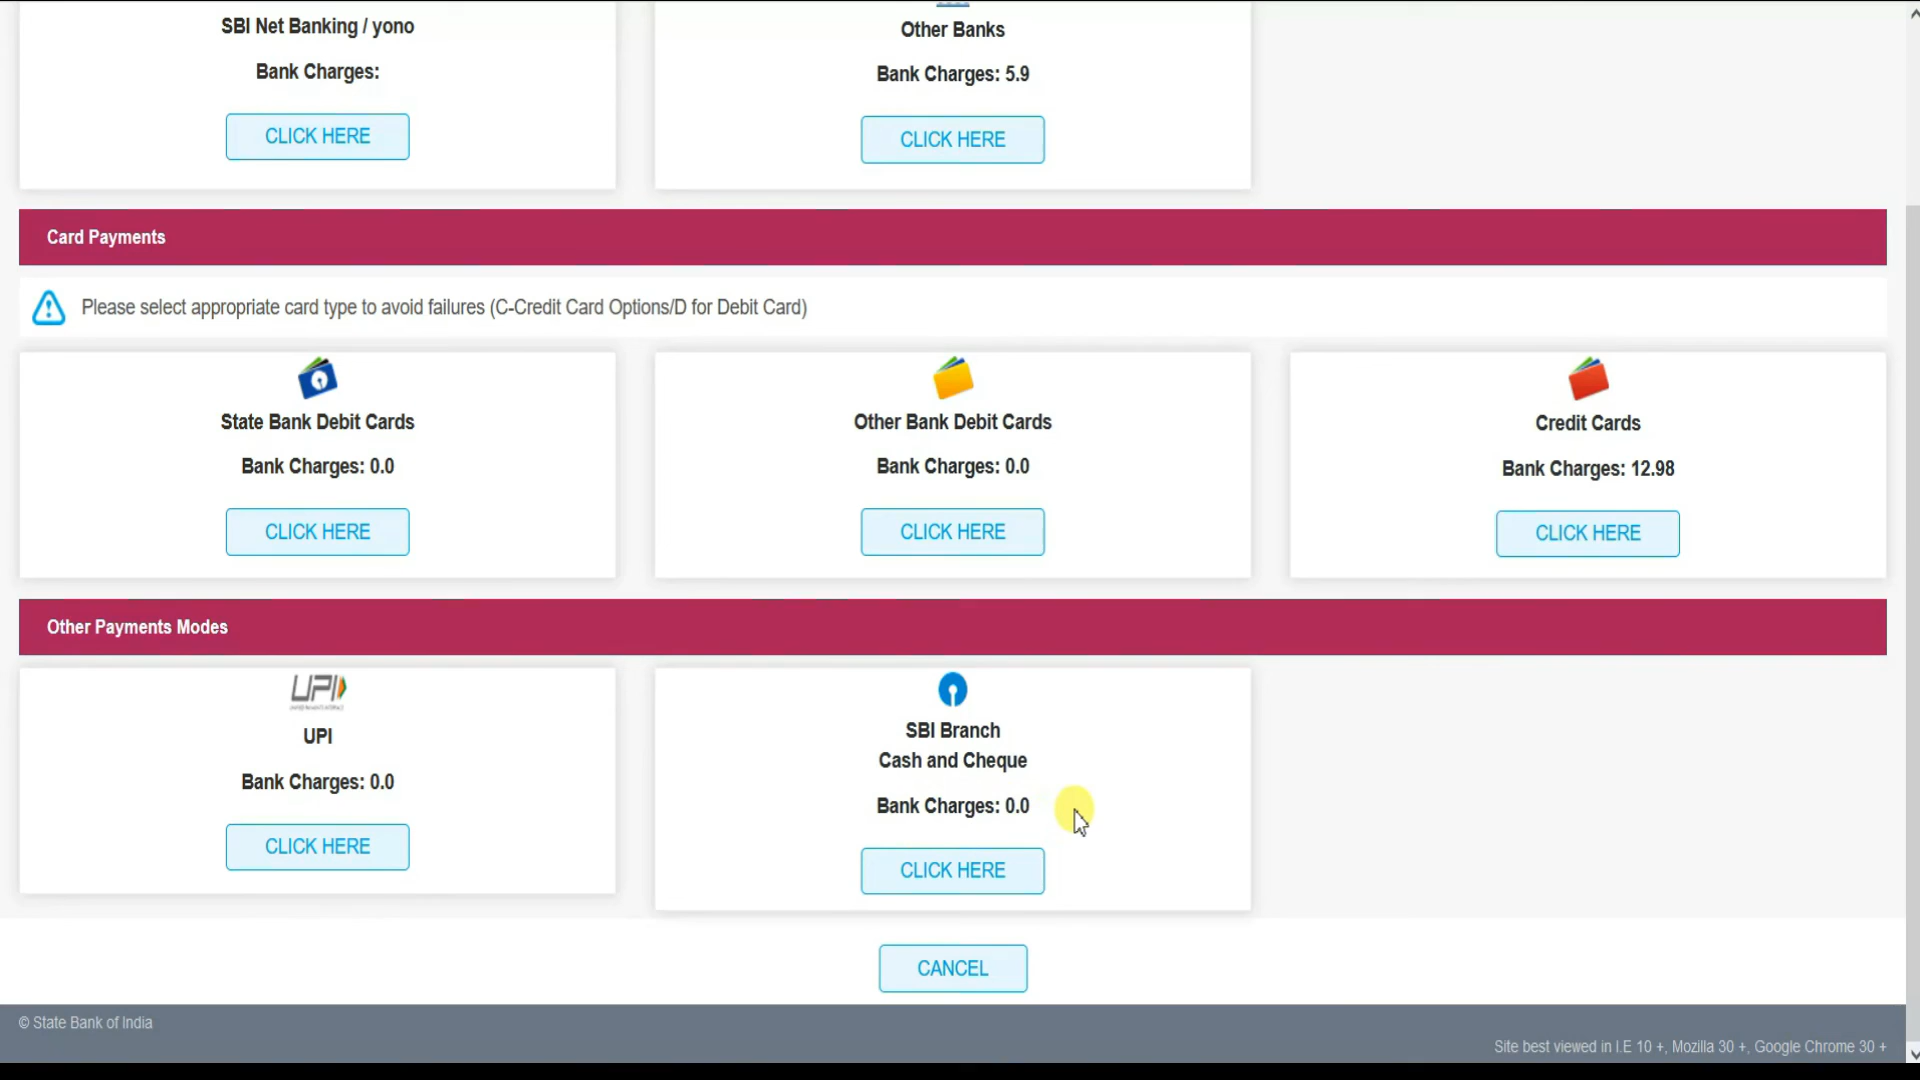 SBI Net Banking / yono
Bank Charges:
CLICK HERE
Other Banks
Bank Charges: 5.9
CLICK HERE
Card Payments
Please select appropriate card type to avoid failures (C-Credit Card Options/D for Debit Card)
State Bank Debit Cards
Bank Charges: 0.0
CLICK HERE
Other Bank Debit Cards
Bank Charges: 0.0
CLICK HERE
Credit Cards
Bank Charges: 12.98
CLICK HERE
Other Payments Modes
UPI
UPI
Bank Charges: 0.0
CLICK HERE
SBI Branch
Cash and Cheque
Bank Charges: 0.0
CLICK HERE
CANCEL
© State Bank of India
Site best viewed in I.E 10 +, Mozilla 30 +, Google Chrome 30 +